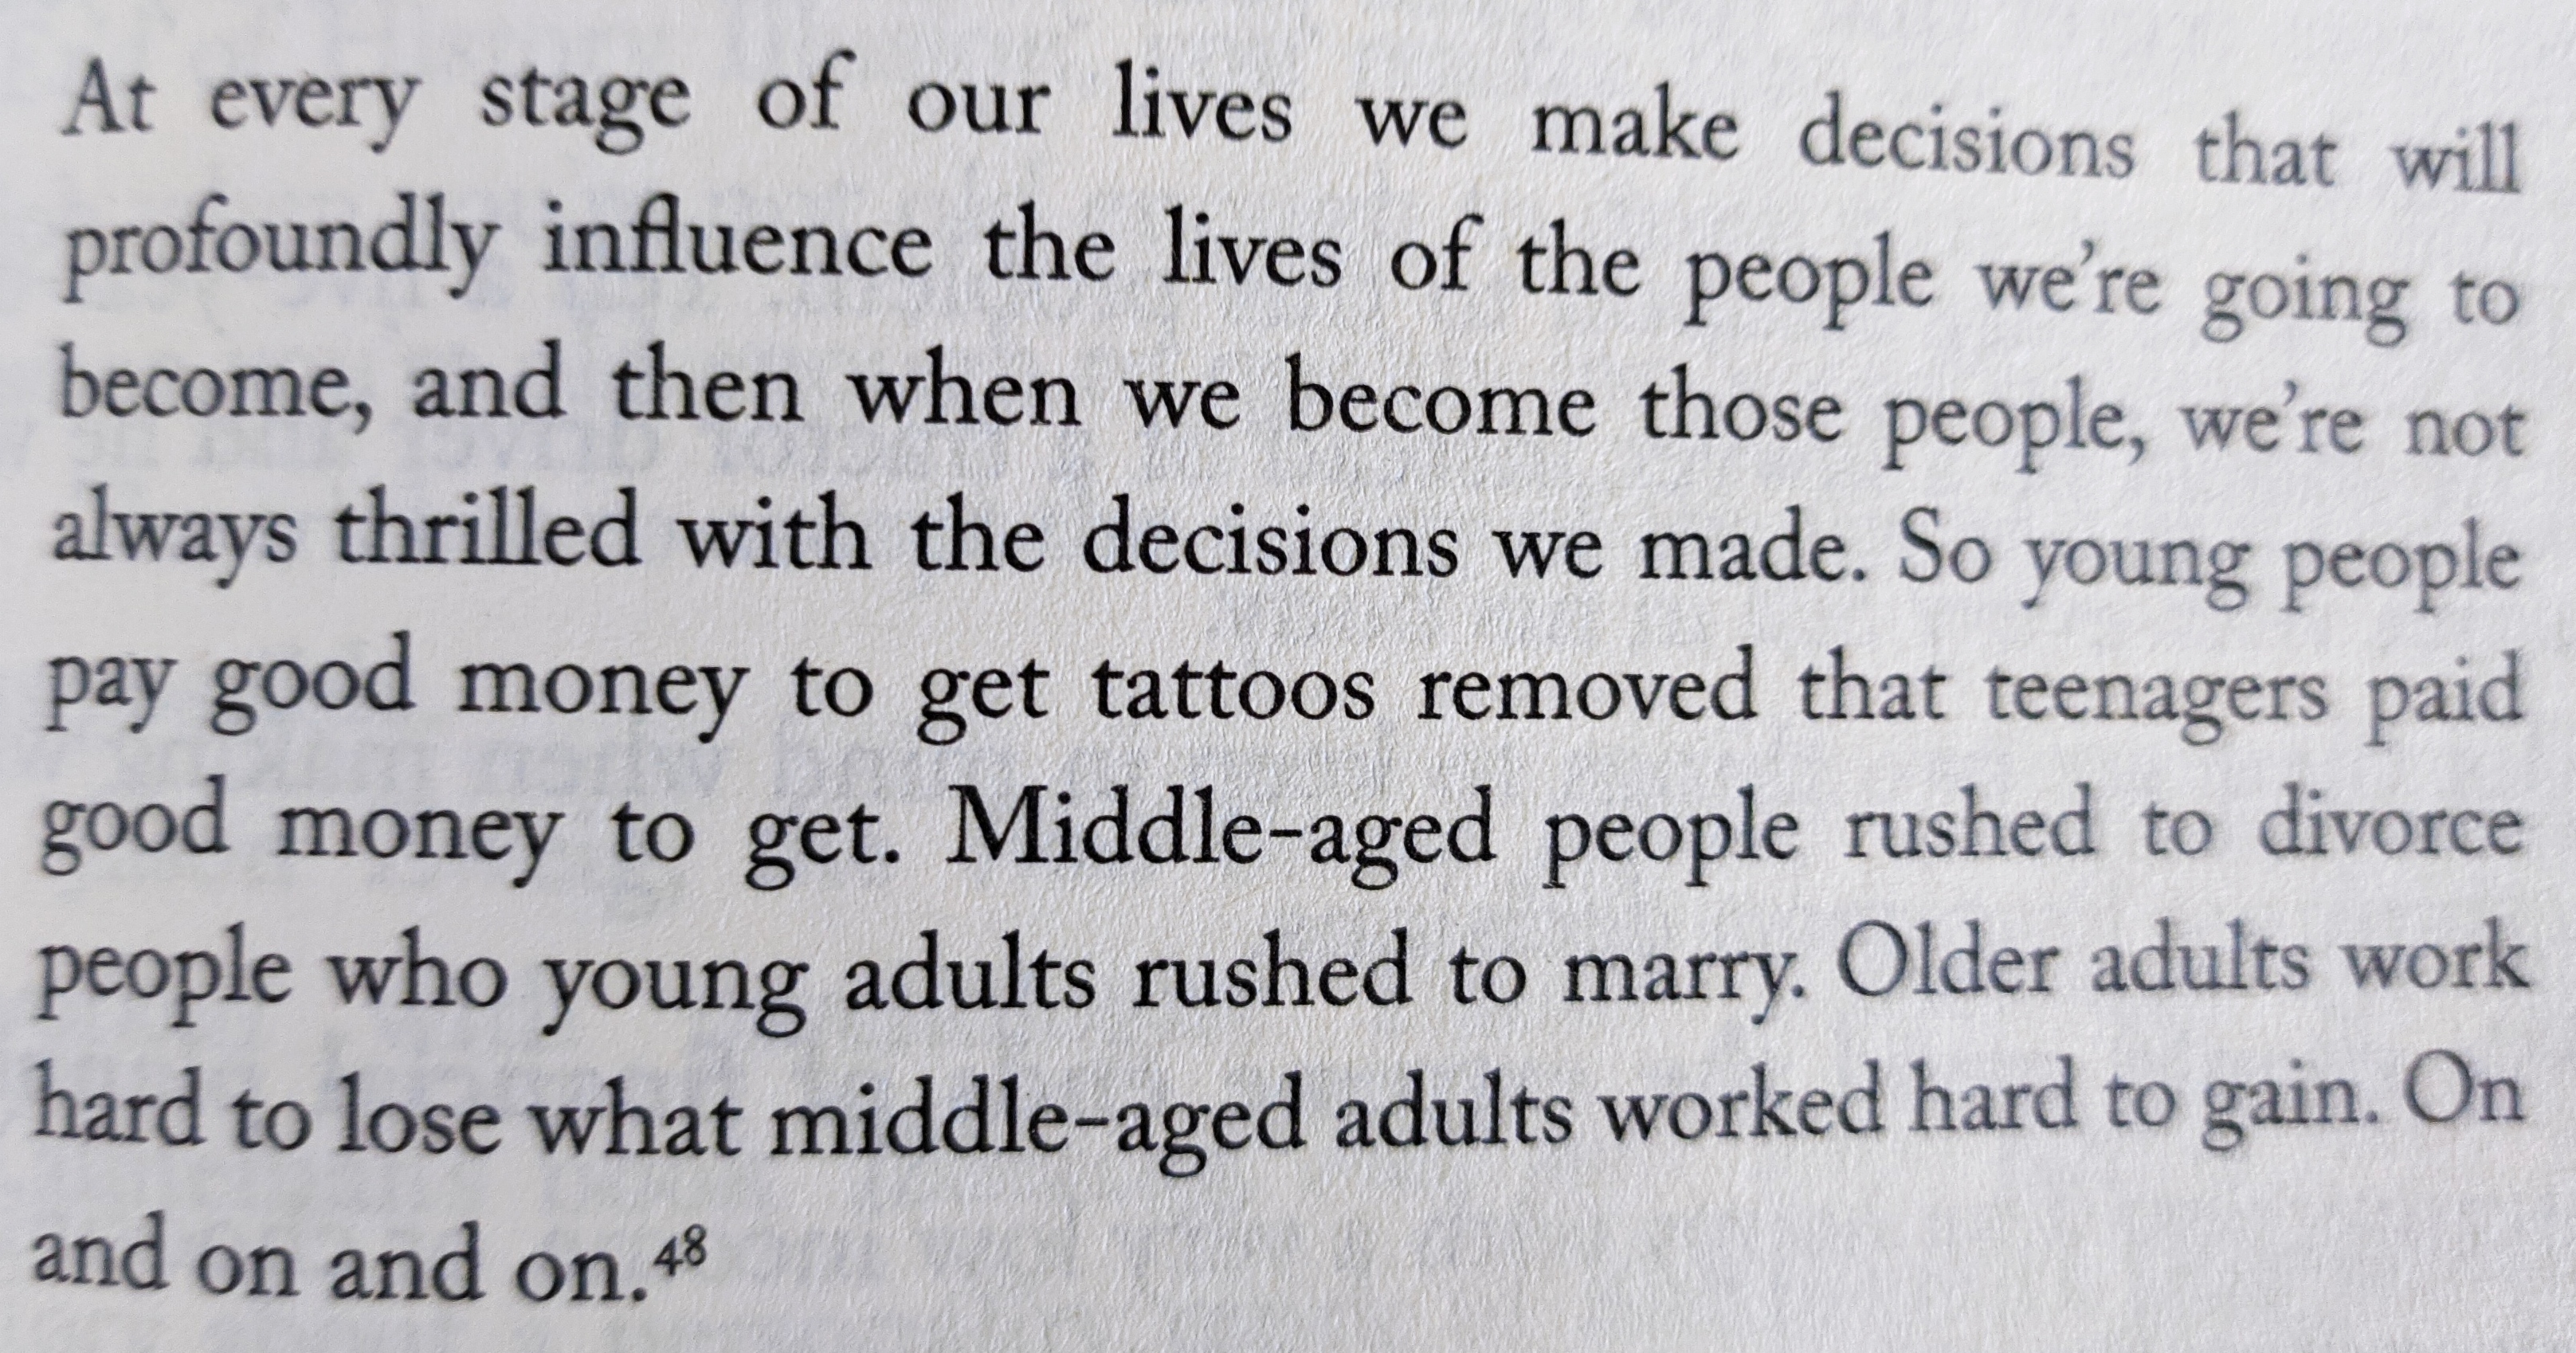 At every stage of our lives we make decisions that will
profoundly influence the lives of the people we’re going to
become, and then when we become those people, we’re not
always thrilled with the decisions we made. So young people
pay good money to get tattoos removed that teenagers paid
good money to get. Middle-aged people rushed to divorce
people who young adults rushed to marry. Older adults work
hard to lose what middle-aged adults worked hard to gain. On
and on and on.⁴⁸